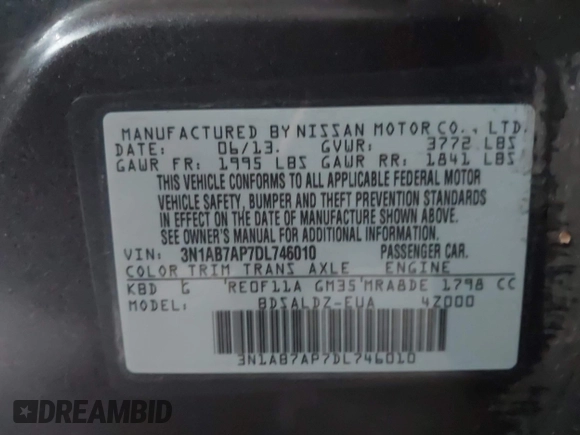 MANUFACTURED BY NISSAN MOTOR CO., LTD.
DATE: 06/13. GVWR: 3772 LBS
GAWR FR: 1995 LBS GAWR RR: 1841 LBS
THIS VEHICLE CONFORMS TO ALL APPLICABLE FEDERAL MOTOR
VEHICLE SAFETY, BUMPER AND THEFT PREVENTION STANDARDS
IN EFFECT ON THE DATE OF MANUFACTURE SHOWN ABOVE.
SEE OWNER'S MANUAL FOR ADDITIONAL INFORMATION.
VIN: 3N1AB7AP7DL746010 PASSENGER CAR.
COLOR TRIM TRANS AXLE ENGINE
KBD G RE0F11A GM35 MRA8DE 1798 CC
MODEL BDSALDZ-EUA 4Z000
3N1AB7AP7DL746010
DREAMBID